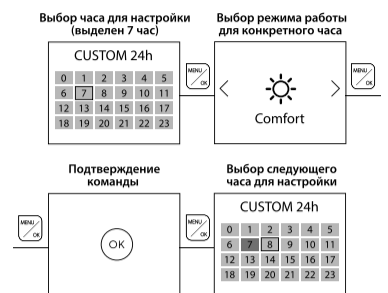 Выбор часа для настройки
(выделен 7 час)
CUSTOM 24h
0 1 2 3 4 5
6 7 8 9 10 11
12 13 14 15 16 17
18 19 20 21 22 23
MENU/OK
Выбор режима работы
для конкретного часа
< >
Comfort
MENU/OK
Подтверждение
команды
MENU/OK
OK
MENU/OK
Выбор следующего
часа для настройки
CUSTOM 24h
0 1 2 3 4 5
6 7 8 9 10 11
12 13 14 15 16 17
18 19 20 21 22 23